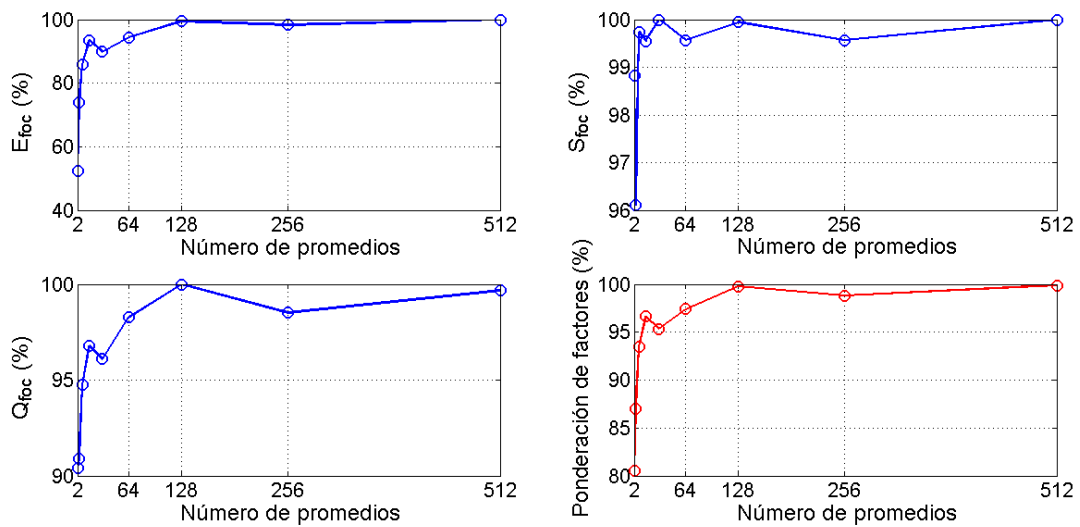 100
80
60
40
E_foc (%)
2 64 128 256 512
Número de promedios
100
99
98
97
96
S_foc (%)
2 64 128 256 512
Número de promedios
100
95
90
Q_foc (%)
2 64 128 256 512
Número de promedios
100
95
90
85
80
Ponderación de factores (%)
2 64 128 256 512
Número de promedios